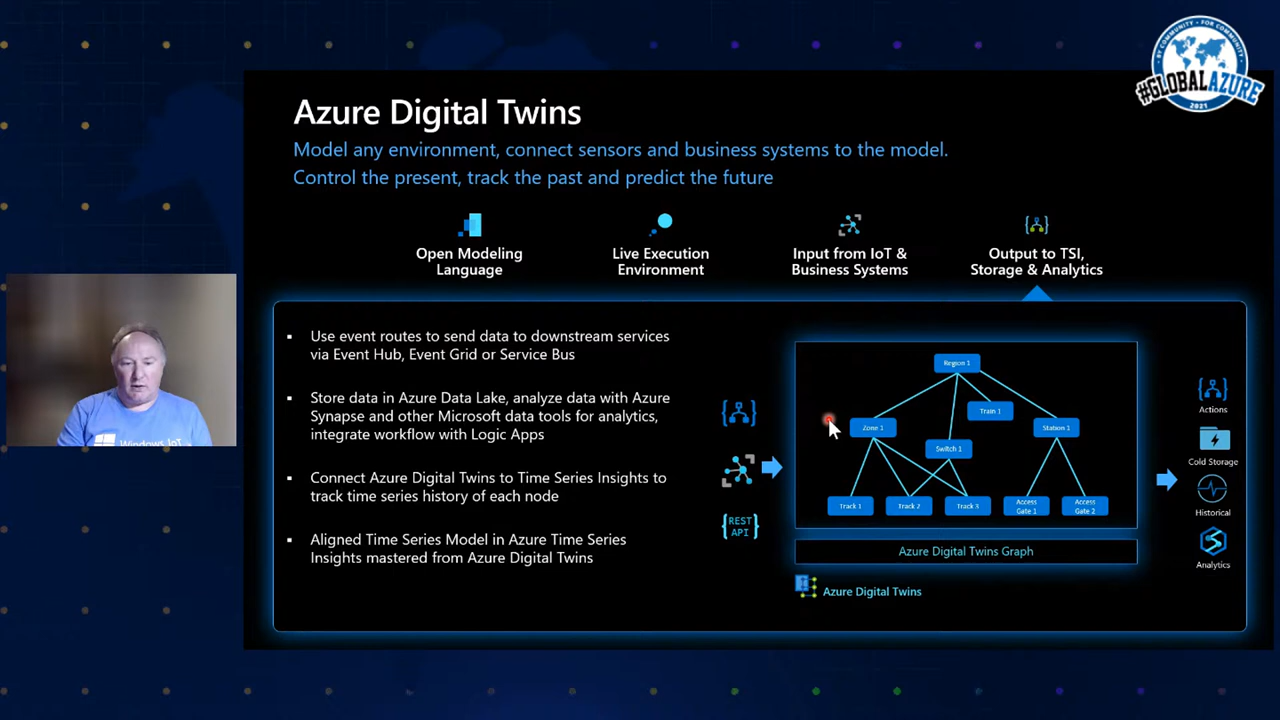 BY COMMUNITY • FOR COMMUNITY
#GLOBALAZURE
2021
Azure Digital Twins
Model any environment, connect sensors and business systems to the model.
Control the present, track the past and predict the future
Open Modeling
Language
Live Execution
Environment
Input from IoT &
Business Systems
Output to TSI,
Storage & Analytics
▪ Use event routes to send data to downstream services
via Event Hub, Event Grid or Service Bus
▪ Store data in Azure Data Lake, analyze data with Azure
Synapse and other Microsoft data tools for analytics,
integrate workflow with Logic Apps
▪ Connect Azure Digital Twins to Time Series Insights to
track time series history of each node
▪ Aligned Time Series Model in Azure Time Series
Insights mastered from Azure Digital Twins
REST
API
Region 1
Train 1
Zone 1
Station 1
Switch 1
Track 1
Track 2
Track 3
Access
Gate 1
Access
Gate 2
Azure Digital Twins Graph
Azure Digital Twins
Actions
Cold Storage
Historical
Analytics
Windows IoT